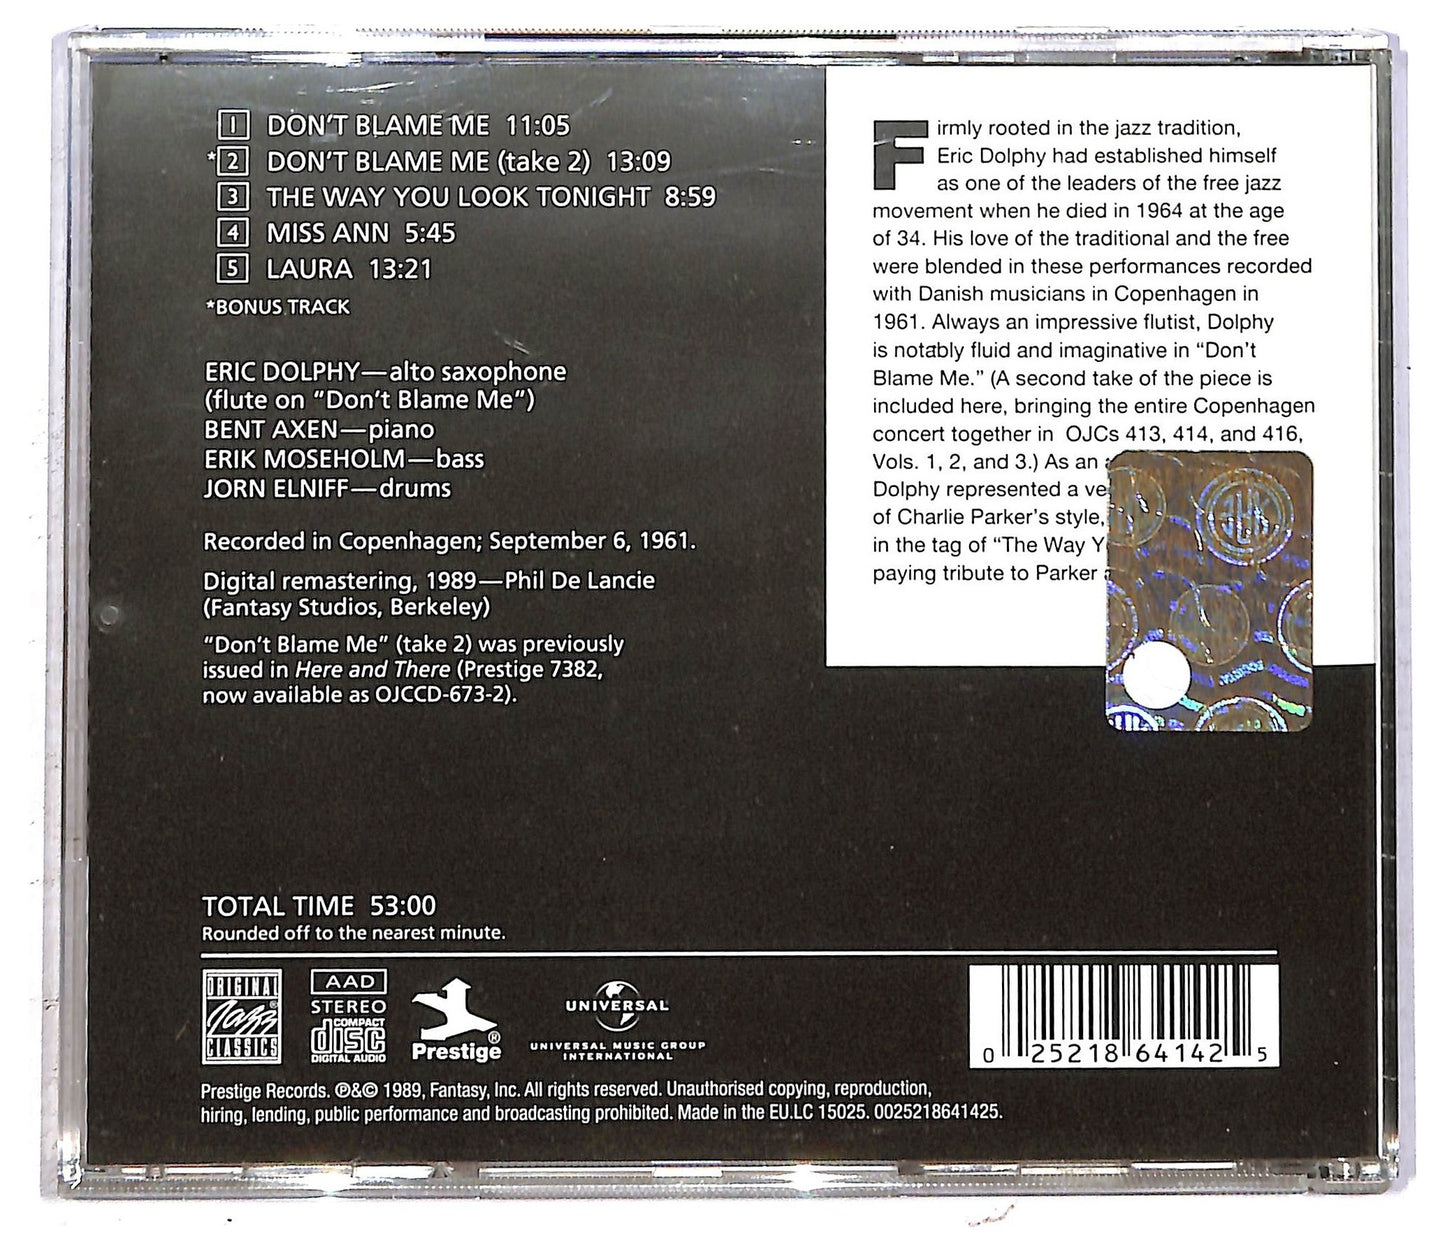 1 DON'T BLAME ME 11:05
*2 DON'T BLAME ME (take 2) 13:09
3 THE WAY YOU LOOK TONIGHT 8:59
4 MISS ANN 5:45
5 LAURA 13:21
*BONUS TRACK
ERIC DOLPHY—alto saxophone
(flute on "Don't Blame Me")
BENT AXEN—piano
ERIK MOSEHOLM—bass
JORN ELNIFF—drums
Recorded in Copenhagen; September 6, 1961.
Digital remastering, 1989—Phil De Lancie
(Fantasy Studios, Berkeley)
"Don't Blame Me" (take 2) was previously
issued in Here and There (Prestige 7382,
now available as OJCCD-673-2).
Firmly rooted in the jazz tradition,
Eric Dolphy had established himself
as one of the leaders of the free jazz
movement when he died in 1964 at the age
of 34. His love of the traditional and the free
were blended in these performances recorded
with Danish musicians in Copenhagen in
1961. Always an impressive flutist, Dolphy
is notably fluid and imaginative in “Don't
Blame Me.” (A second take of the piece is
included here, bringing the entire Copenhagen
concert together in OJCs 413, 414, and 416,
Vols. 1, 2, and 3.) As an
Dolphy represented a
of Charlie Parker's style,
in the tag of “The Way
paying tribute to Parker
TOTAL TIME 53:00
Rounded off to the nearest minute.
ORIGINAL
Jazz
CLASSICS
AAD
STEREO
COMPACT
disc
DIGITAL AUDIO
Prestige®
UNIVERSAL
UNIVERSAL MUSIC GROUP
INTERNATIONAL
0 25218 64142 5
Prestige Records. ℗&© 1989, Fantasy, Inc. All rights reserved. Unauthorised copying, reproduction,
hiring, lending, public performance and broadcasting prohibited. Made in the EU.LC 15025. 0025218641425.